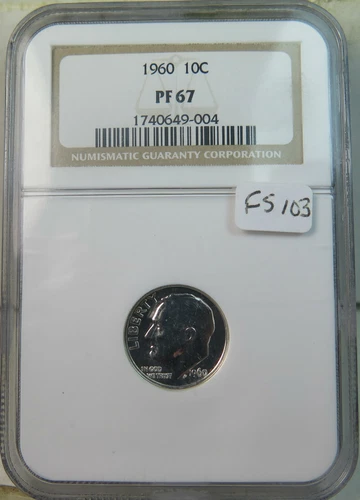 1960 10C
PF 67
1740649-004
NUMISMATIC GUARANTY CORPORATION
FS 103
LIBERTY
IN GOD
WE TRUST
1960